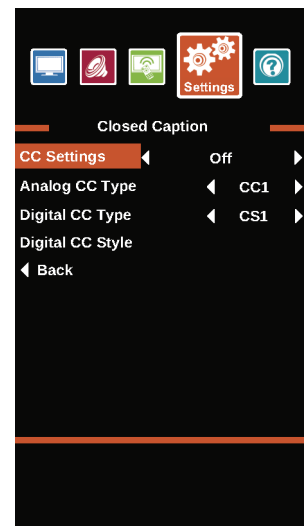 Settings
Closed Caption
CC Settings Off
Analog CC Type CC1
Digital CC Type CS1
Digital CC Style
Back